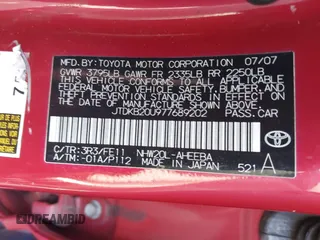 MFD.BY:TOYOTA MOTOR CORPORATION 07/07
GVWR 3795LB GAWR FR 2335LB RR 2250LB
THIS VEHICLE CONFORMS TO ALL APPLICABLE
FEDERAL MOTOR VEHICLE SAFETY,
BUMPER, AND THEFT PREVENTION STANDARDS
IN EFFECT ON THE DATE OF
MANUFACTURE SHOWN ABOVE.
JTDKB20U977689202 PASS.CAR
C/TR:3R3/FE11 NHW20L-AHEEBA
A/TM:-01A/P112 MADE IN JAPAN 521 A
TOYOTA
DREAMBID